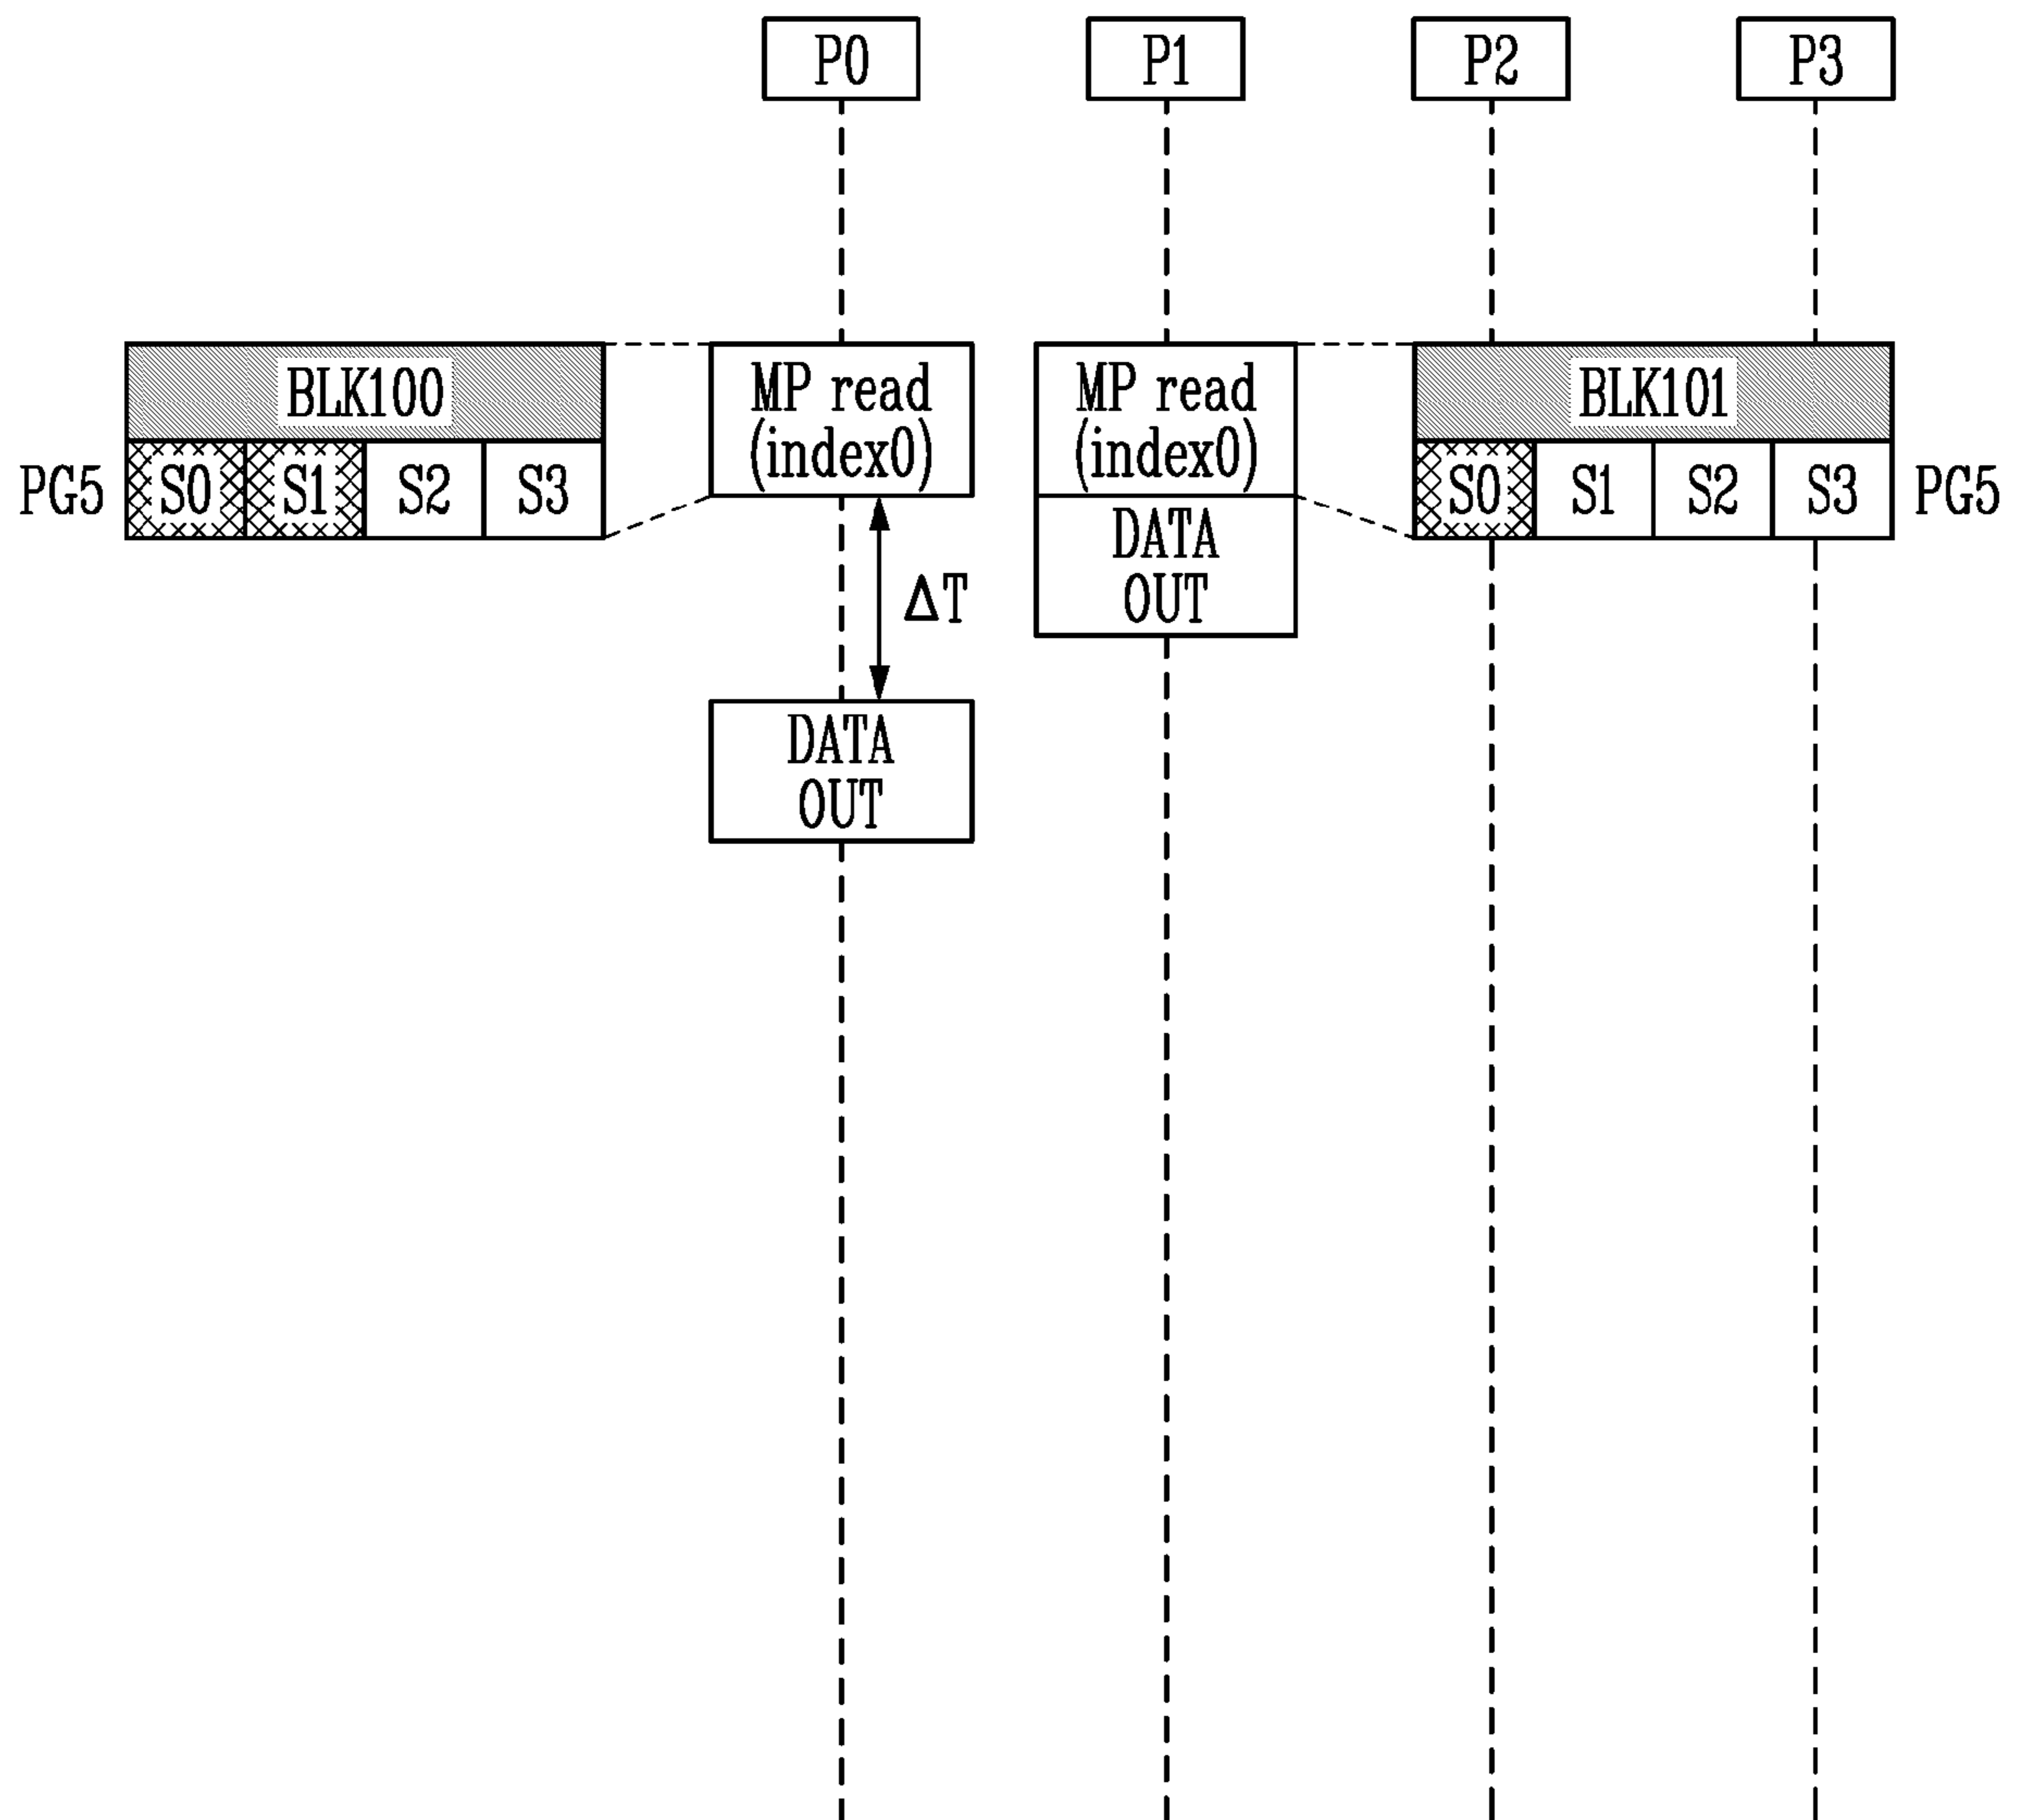 P0 P1 P2 P3
BLK100 MP read MP read BLK101
(index0) (index0)
PG5 S0 S1 S2 S3 S0 S1 S2 S3 PG5
DATA
OUT
ΔT
DATA
OUT